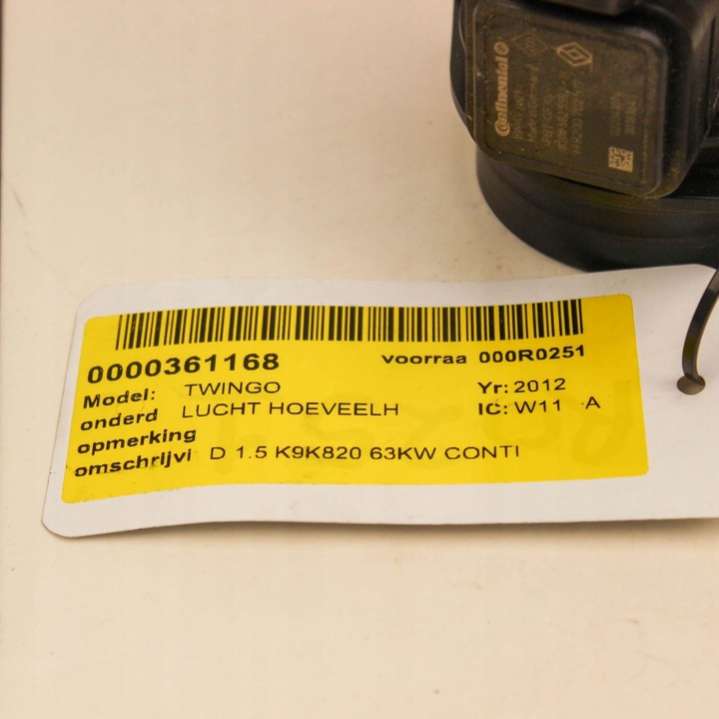 Continental
0000361168 voorraa 000R0251
Model: TWINGO Yr: 2012
onderd LUCHT HOEVEELH IC: W11 A
opmerking
omschrijvi D 1.5 K9K820 63KW CONTI